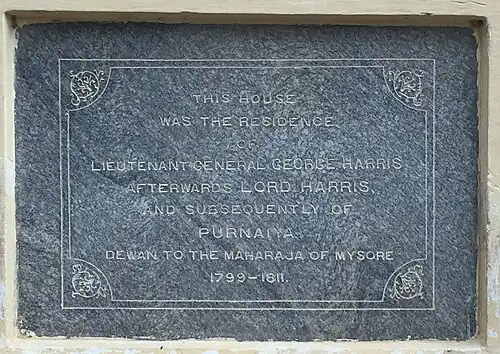 THIS HOUSE
WAS THE RESIDENCE
OF
LIEUTENANT GENERAL GEORGE HARRIS
AFTERWARDS LORD HARRIS,
AND SUBSEQUENTLY OF
PURNAIYA
DEWAN TO THE MAHARAJA OF MYSORE
1799-1811.